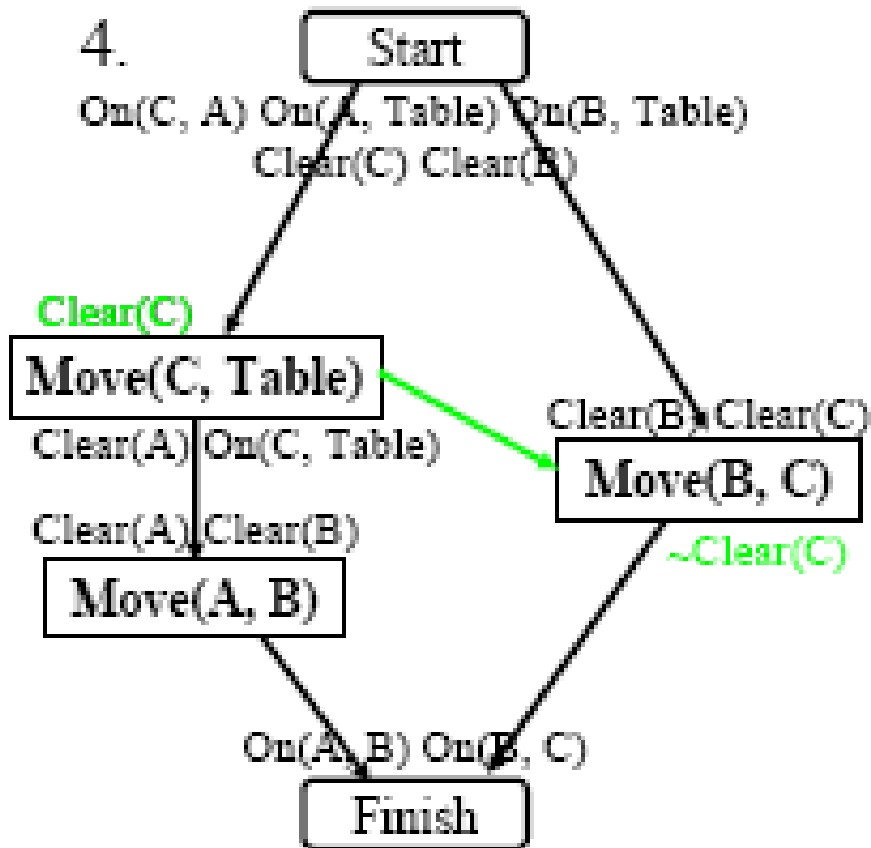 4.
Start
On(C, A) On(A, Table) On(B, Table)
Clear(C) Clear(B)
Clear(C)
Move(C, Table)
Clear(A) On(C, Table)
Clear(B) Clear(C)
Move(B, C)
~Clear(C)
Clear(A) Clear(B)
Move(A, B)
On(A, B) On(B, C)
Finish